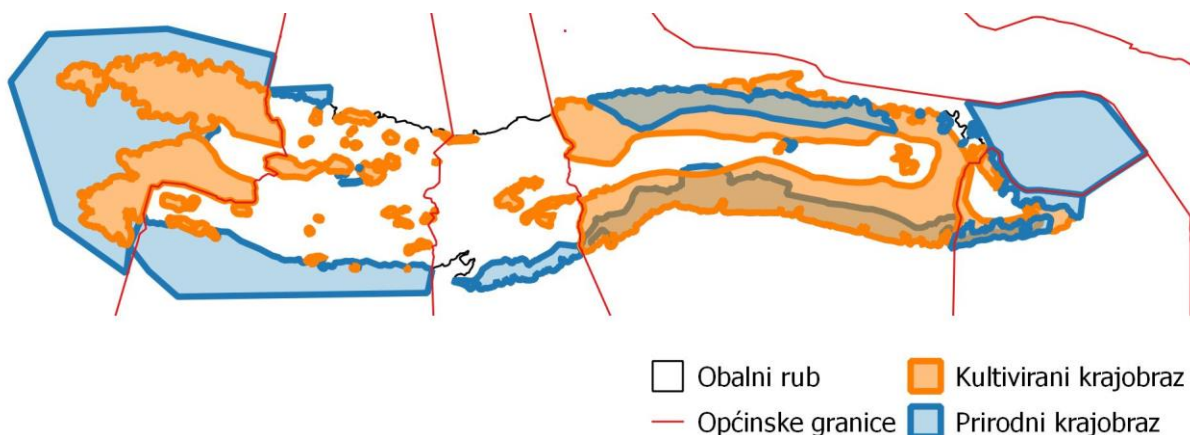 Obalni rub
Kultivirani krajobraz
Općinske granice
Prirodni krajobraz